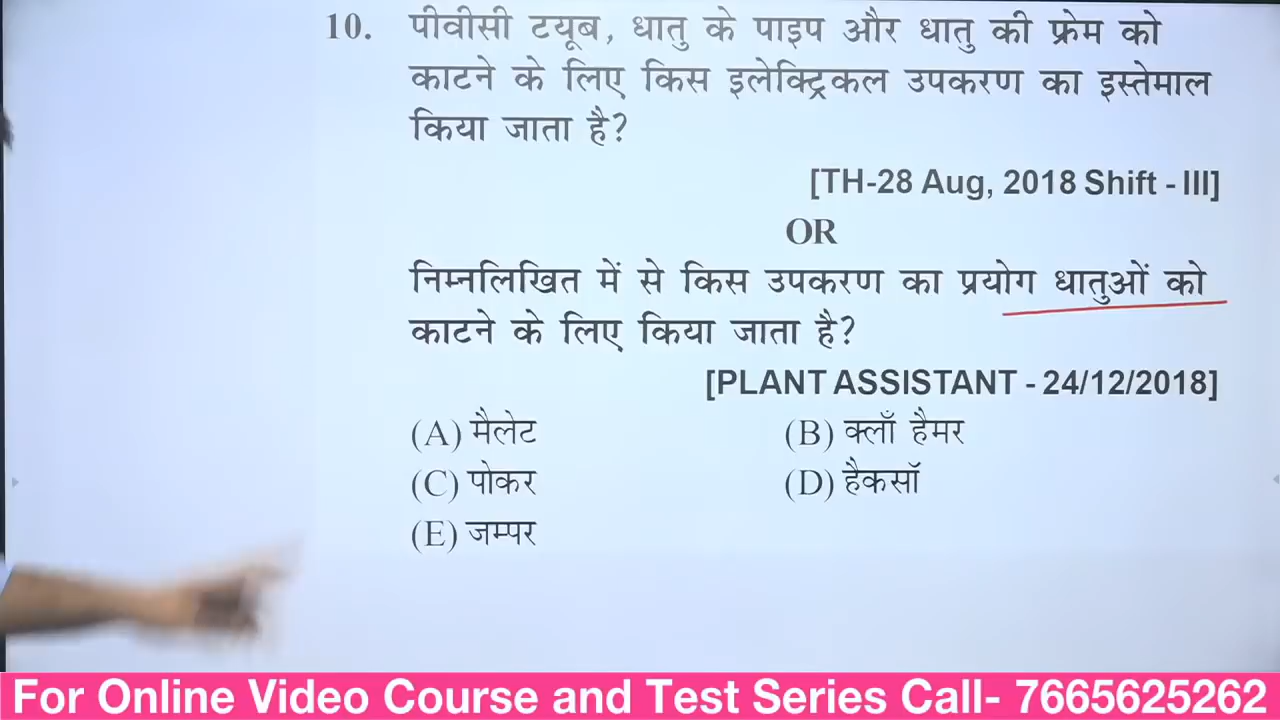 10. पीवीसी टयूब, धातु के पाइप और धातु की फ्रेम को
काटने के लिए किस इलेक्ट्रिकल उपकरण का इस्तेमाल
किया जाता है?
[TH-28 Aug, 2018 Shift - III]
OR
निम्नलिखित में से किस उपकरण का प्रयोग धातुओं को
काटने के लिए किया जाता है?
[PLANT ASSISTANT - 24/12/2018]
(A) मैलेट (B) क्लाँ हैमर
(C) पोकर (D) हैकसॉ
(E) जम्पर
For Online Video Course and Test Series Call- 7665625262